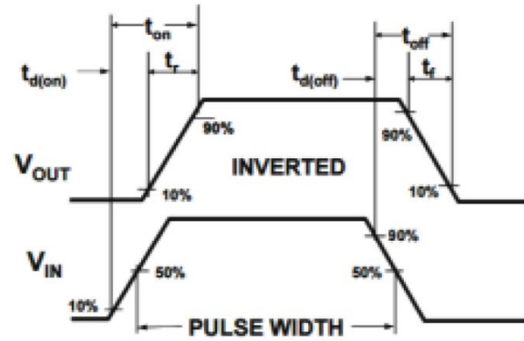 ton
toff
td(on)
tr
td(off)
tf
90%
90%
VOUT
INVERTED
10%
10%
90%
VIN
50%
50%
10%
PULSE WIDTH